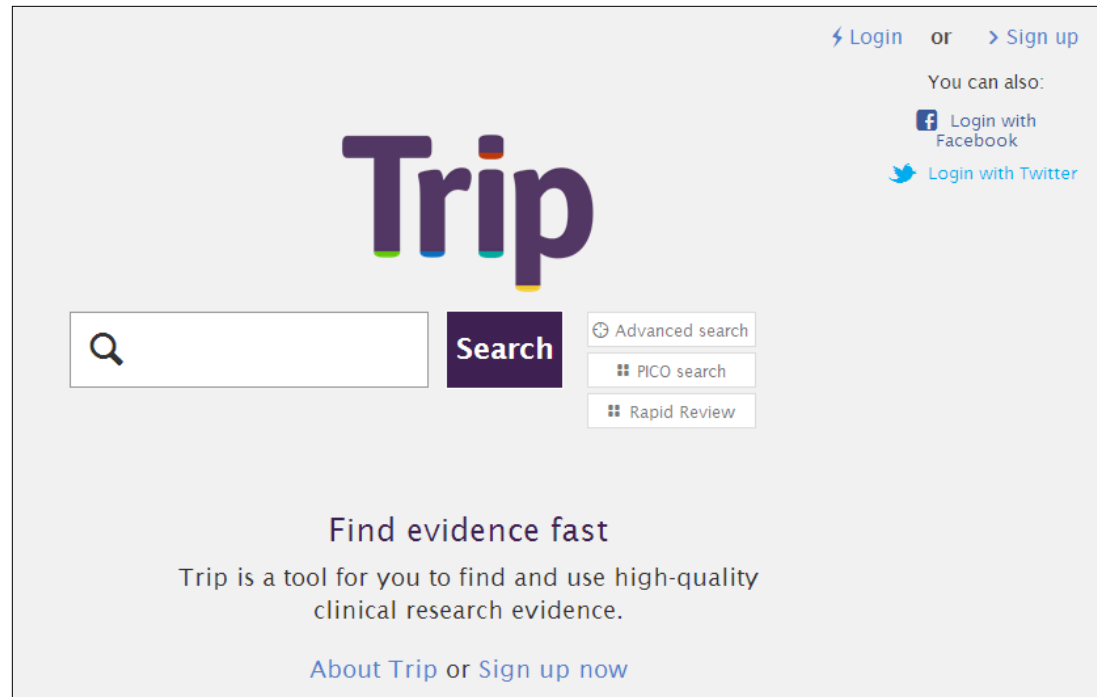 Login or > Sign up
You can also:
Login with
Facebook
Login with Twitter
Trip
Search
Advanced search
PICO search
Rapid Review
Find evidence fast
Trip is a tool for you to find and use high-quality
clinical research evidence.
About Trip or Sign up now